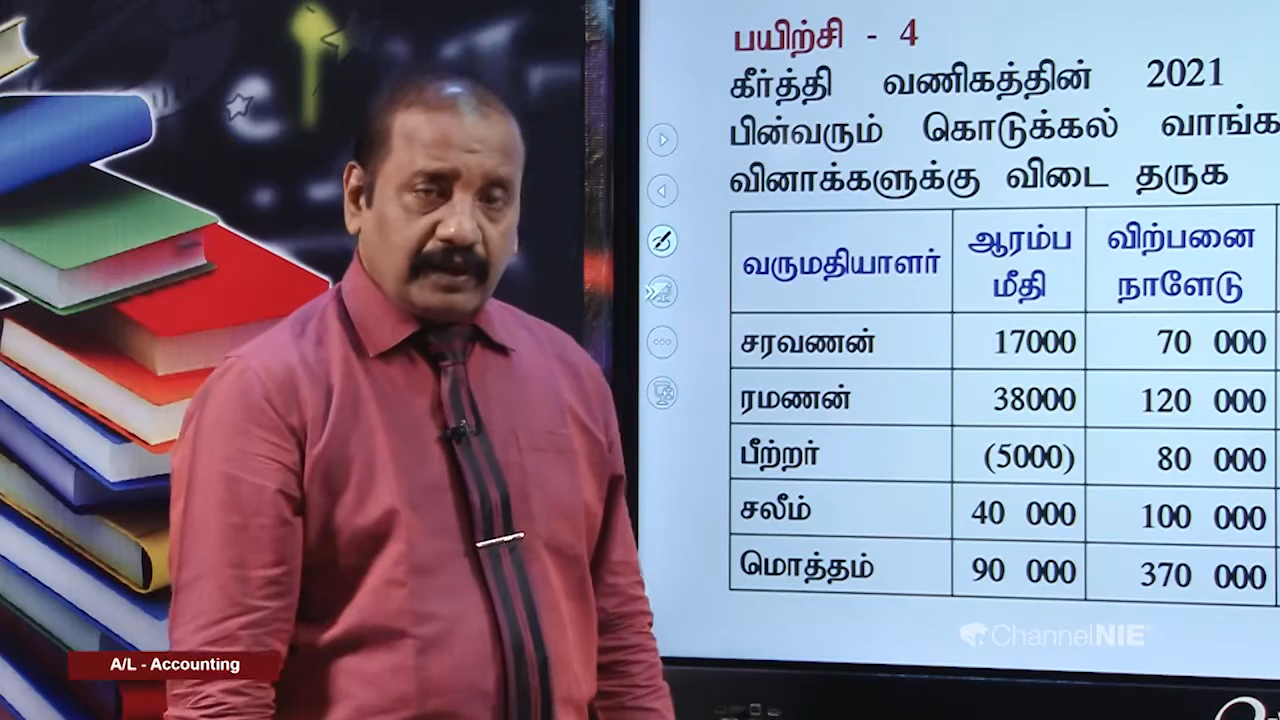 பயிற்சி - 4
கீர்த்தி வணிகத்தின் 2021
பின்வரும் கொடுக்கல் வாங்க
வினாக்களுக்கு விடை தருக
வருமதியாளர் ஆரம்ப மீதி விற்பனை நாளேடு
சரவணன் 17000 70 000
ரமணன் 38000 120 000
பீற்றர் (5000) 80 000
சலீம் 40 000 100 000
மொத்தம் 90 000 370 000
ChannelNIE
A/L - Accounting